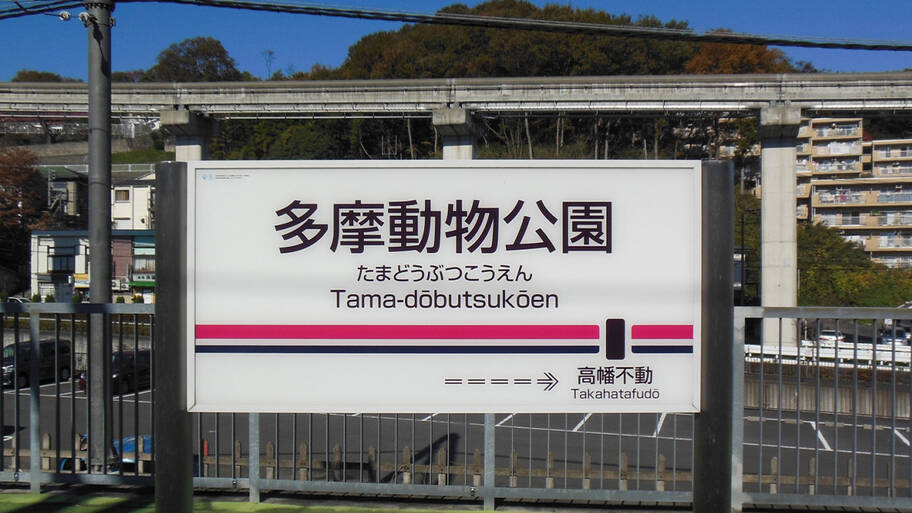 多摩動物公園
たまどうぶつこうえん
Tama-dōbutsukōen
高幡不動
Takahatafudō